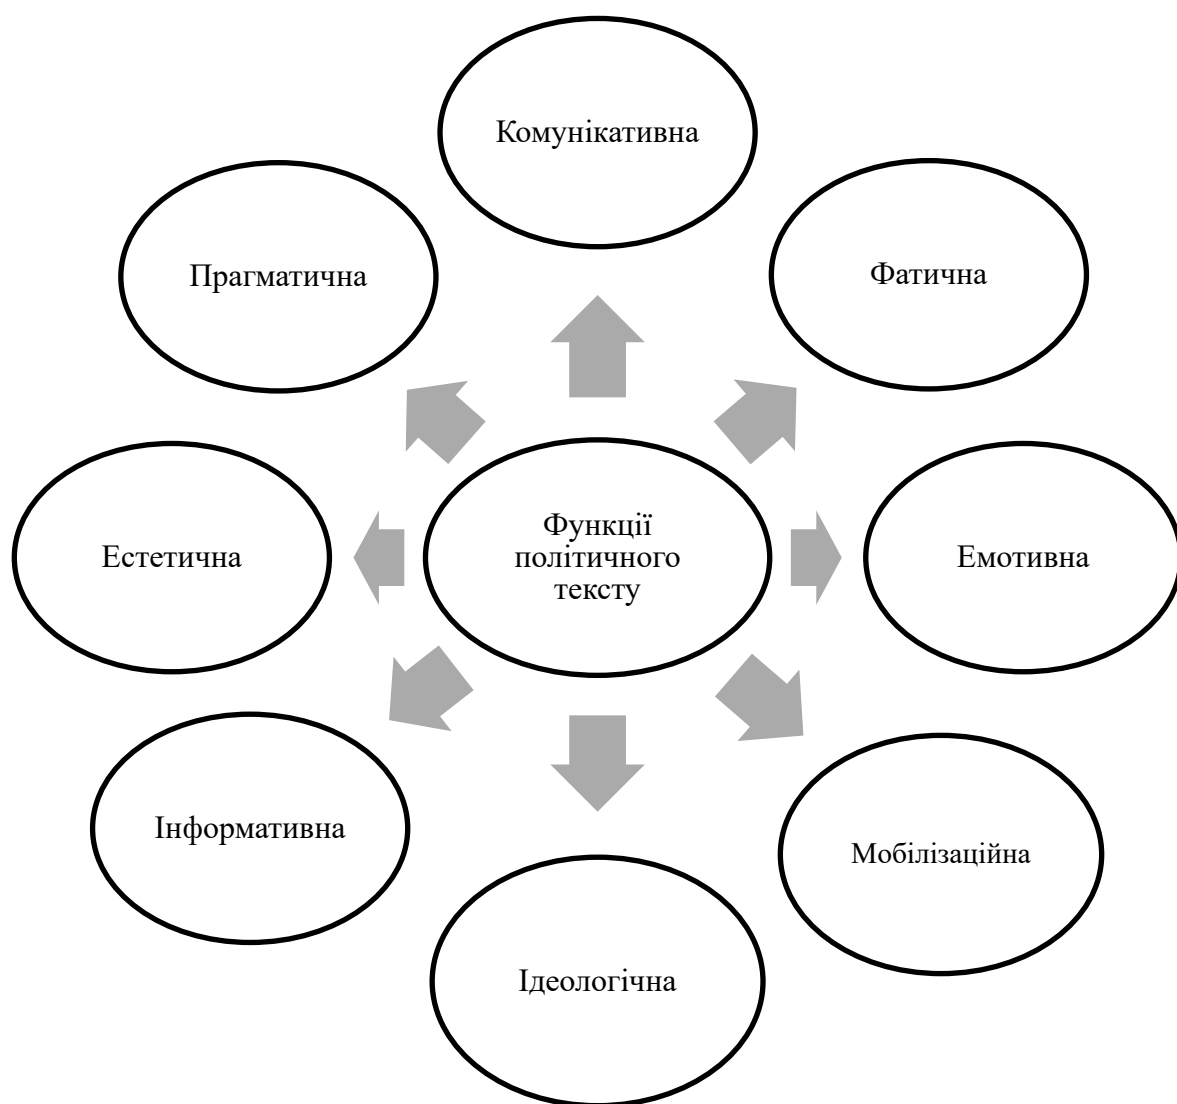 Комунікативна
Прагматична
Фатична
Функції
політичного
тексту
Естетична
Емотивна
Інформативна
Мобілізаційна
Ідеологічна